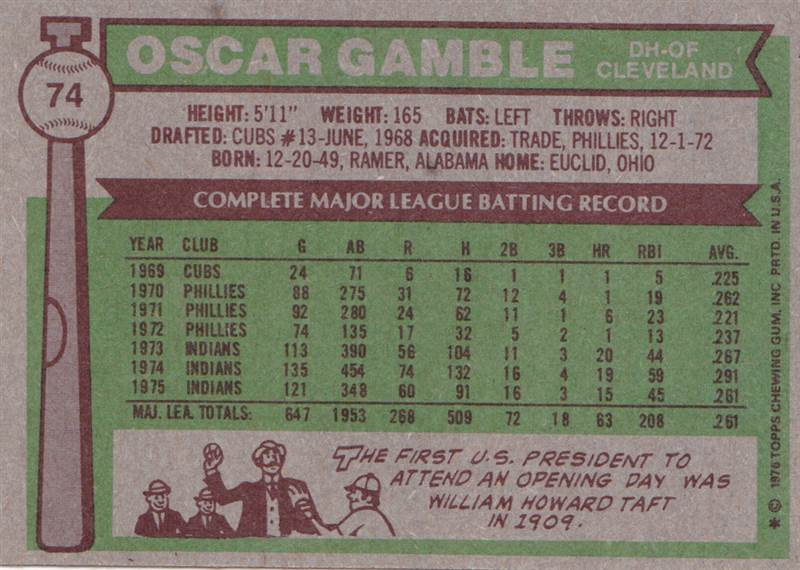 T
OSCAR GAMBLE
DH-OF
CLEVELAND
74
HEIGHT: 5'11" WEIGHT: 165 BATS: LEFT THROWS: RIGHT
DRAFTED: CUBS #13-JUNE, 1968 ACQUIRED: TRADE, PHILLIES, 12-1-72
BORN: 12-20-49, RAMER, ALABAMA HOME: EUCLID, OHIO
COMPLETE MAJOR LEAGUE BATTING RECORD
YEAR CLUB G AB R H 2B 3B HR RBI AVG.
1969 CUBS 24 71 6 16 1 1 1 5 .225
1970 PHILLIES 88 275 31 72 12 4 1 19 .262
1971 PHILLIES 92 280 24 62 11 1 6 23 .221
1972 PHILLIES 74 135 17 32 5 2 1 13 .237
1973 INDIANS 113 390 56 104 11 3 20 44 .267
1974 INDIANS 135 454 74 132 16 4 19 59 .291
1975 INDIANS 121 348 60 91 16 3 15 45 .261
MAJ. LEA. TOTALS: 647 1953 268 509 72 18 63 208 .261
THE FIRST U.S. PRESIDENT TO
ATTEND AN OPENING DAY WAS
WILLIAM HOWARD TAFT
IN 1909.
* © 1976 TOPPS CHEWING GUM, INC. PRTD. IN U.S.A.